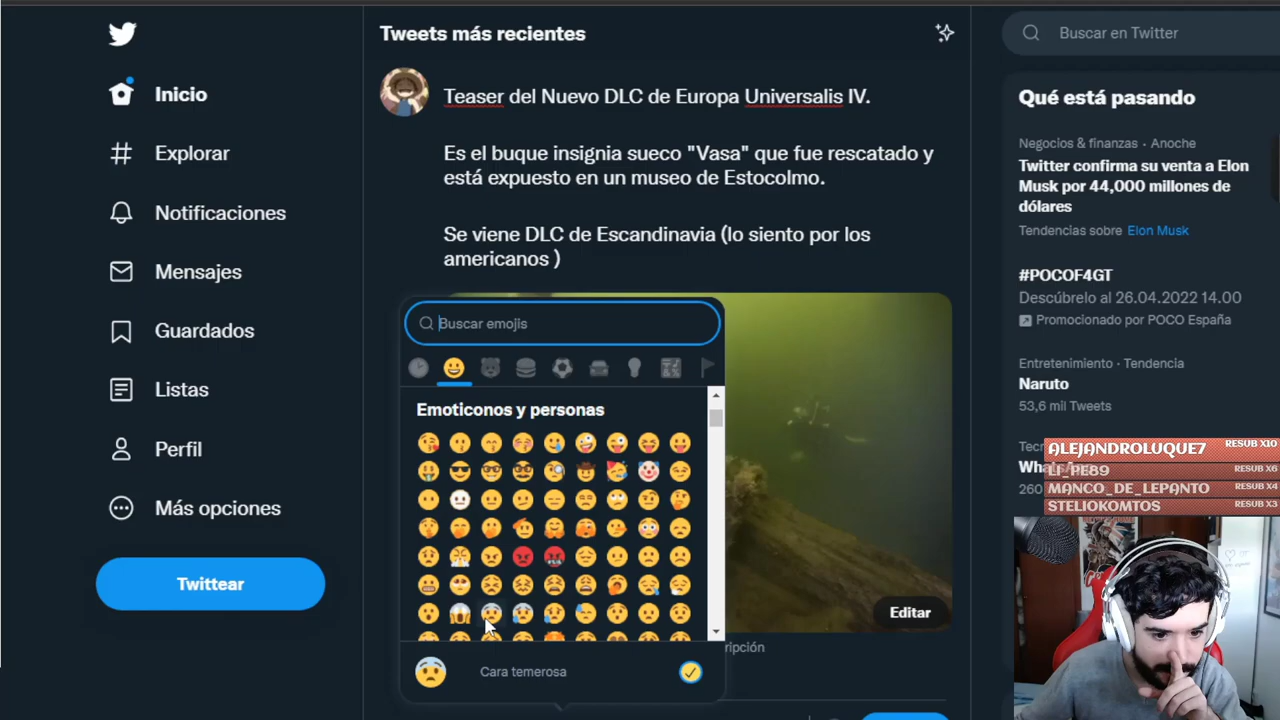 Tweets más recientes
Buscar en Twitter
Inicio
Explorar
Notificaciones
Mensajes
Guardados
Listas
Perfil
Más opciones
Twittear
Teaser del Nuevo DLC de Europa Universalis IV.
Es el buque insignia sueco "Vasa" que fue rescatado y
está expuesto en un museo de Estocolmo.
Se viene DLC de Escandinavia (lo siento por los
americanos )
Buscar emojis
Emoticonos y personas
Cara temerosa
Editar
ripción
Qué está pasando
Negocios & finanzas · Anoche
Twitter confirma su venta a Elon
Musk por 44,000 millones de
dólares
Tendencias sobre Elon Musk
#POCOF4GT
Descúbrelo al 26.04.2022 14.00
Promocionado por POCO España
Entretenimiento · Tendencia
Naruto
53,6 mil Tweets
260
ALEJANDROLUQUE7 RESUB X10
LI_PE89 RESUB X6
MANCO_DE_LEPANTO RESUB X4
STELIOKOMTOS RESUB X3